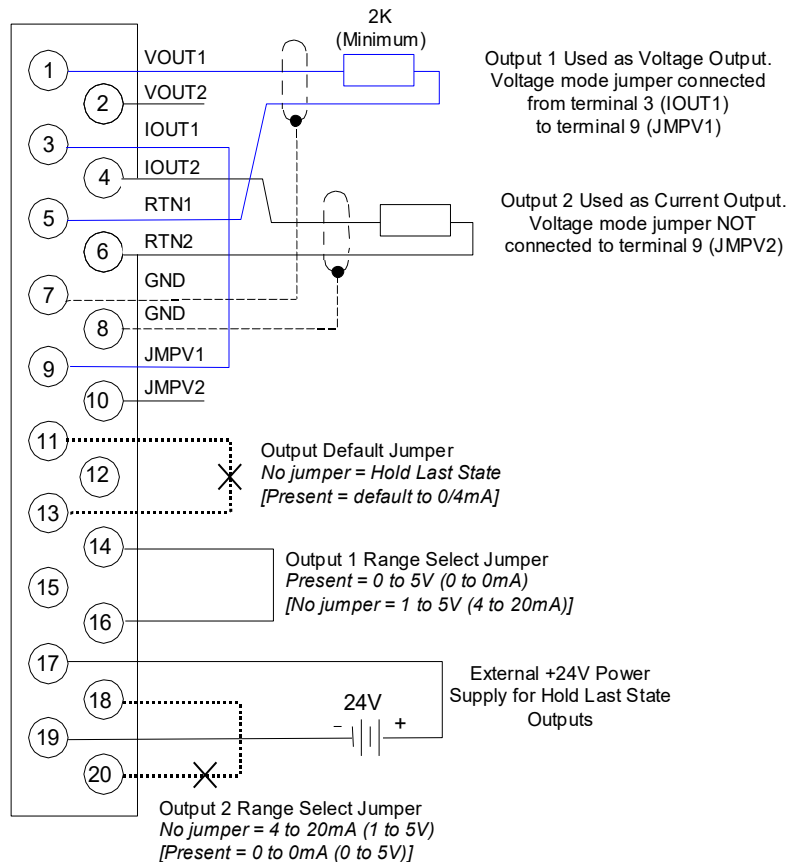 2K
(Minimum)
1
VOUT1
Output 1 Used as Voltage Output.
Voltage mode jumper connected
from terminal 3 (IOUT1)
to terminal 9 (JMPV1)
2
VOUT2
3
IOUT1
4
IOUT2
5
RTN1
Output 2 Used as Current Output.
Voltage mode jumper NOT
connected to terminal 9 (JMPV2)
6
RTN2
7
GND
8
GND
9
JMPV1
10
JMPV2
11
Output Default Jumper
No jumper = Hold Last State
[Present = default to 0/4mA]
12
13
14
Output 1 Range Select Jumper
Present = 0 to 5V (0 to 0mA)
[No jumper = 1 to 5V (4 to 20mA)]
15
16
17
External +24V Power
Supply for Hold Last State
Outputs
18
24V
- +
19
20
Output 2 Range Select Jumper
No jumper = 4 to 20mA (1 to 5V)
[Present = 0 to 0mA (0 to 5V)]